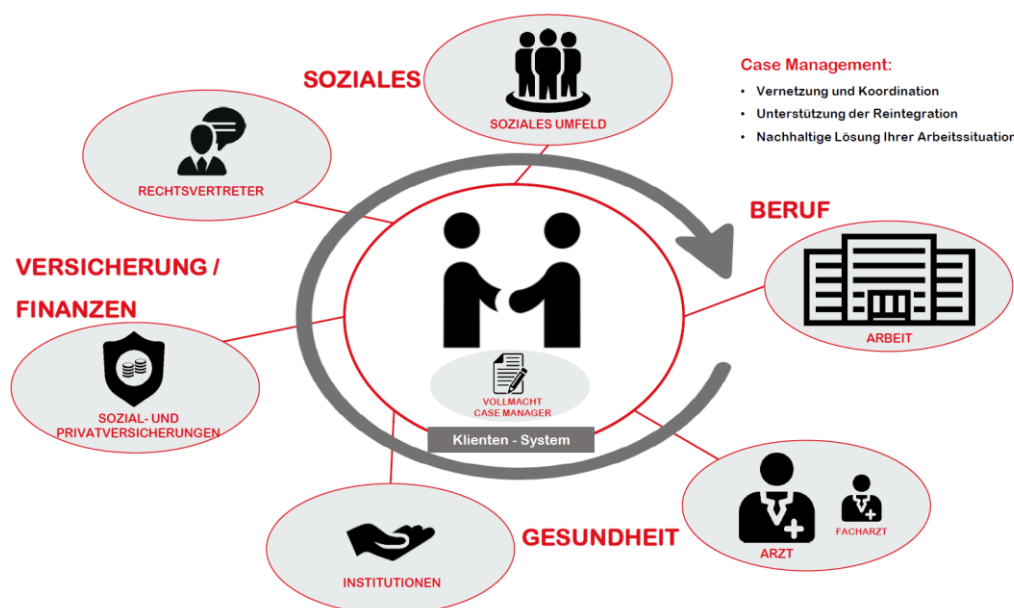 SOZIALES
SOZIALES UMFELD
Case Management:
• Vernetzung und Koordination
• Unterstützung der Reintegration
• Nachhaltige Lösung Ihrer Arbeitssituation
RECHTSVERTRETER
BERUF
ARBEIT
VERSICHERUNG /
FINANZEN
SOZIAL- UND
PRIVATVERSICHERUNGEN
VOLLMACHT
CASE MANAGER
Klienten - System
GESUNDHEIT
ARZT
FACHARZT
INSTITUTIONEN